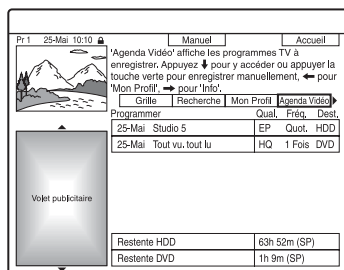 Pr 1 25-Mai 10:10 Manuel Accueil
'Agenda Vidéo' affiche les programmes TV à
enregistrer. Appuyez pour y accéder ou appuyer la
touche verte pour enregistrer manuellement, pour
'Mon Profil', pour 'Info'.
Grille Recherche Mon Profil Agenda Vidéo
Programmer Qual. Fréq. Dest.
25-Mai Studio 5 EP Quot. HDD
25-Mai Tout vu. tout lu HQ 1 Fois DVD
Volet publicitaire
Restente HDD 63h 52m (SP)
Restente DVD 1h 9m (SP)